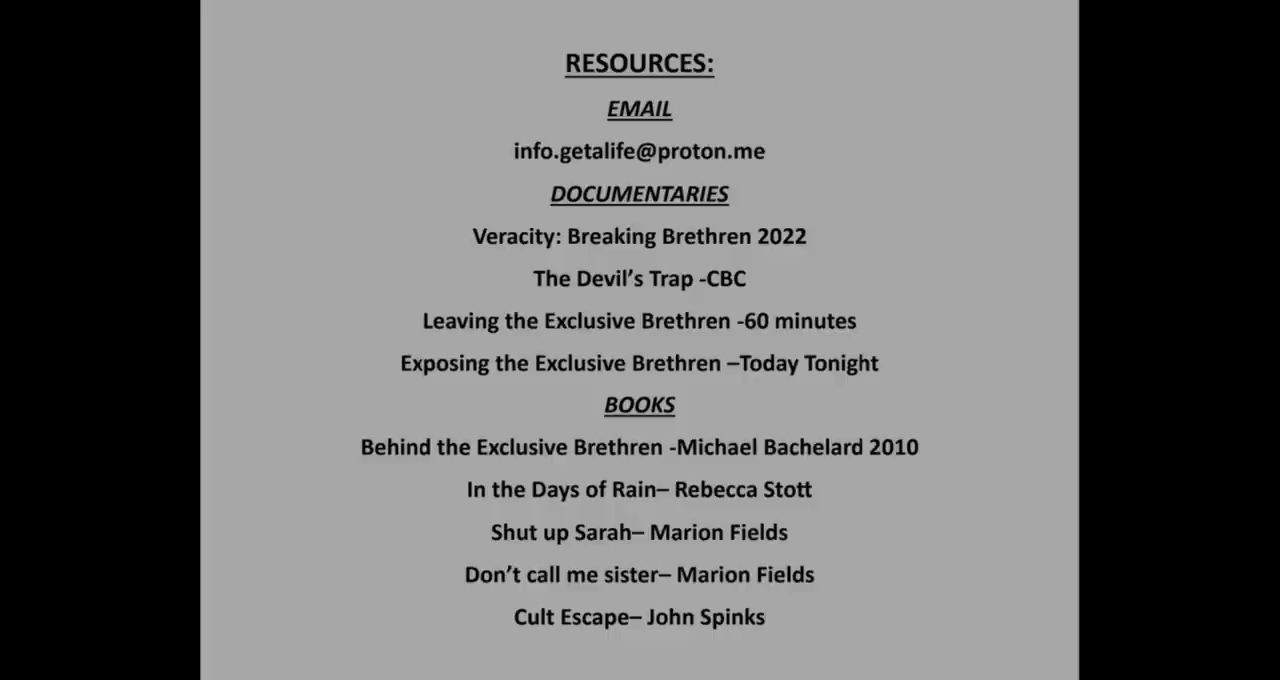 RESOURCES:
EMAIL
info.getalife@proton.me
DOCUMENTARIES
Veracity: Breaking Brethren 2022
The Devil’s Trap -CBC
Leaving the Exclusive Brethren -60 minutes
Exposing the Exclusive Brethren –Today Tonight
BOOKS
Behind the Exclusive Brethren -Michael Bachelard 2010
In the Days of Rain– Rebecca Stott
Shut up Sarah– Marion Fields
Don’t call me sister– Marion Fields
Cult Escape– John Spinks